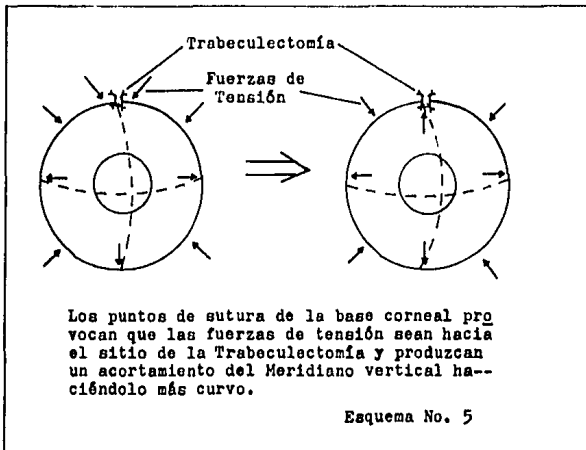 Trabeculectomía
Fuerzas de
Tensión
Los puntos de sutura de la base corneal pro
vocan que las fuerzas de tensión sean hacia
el sitio de la Trabeculectomía y produzcan
un acortamiento del Meridiano vertical ha--
ciéndolo más curvo.
Esquema No. 5